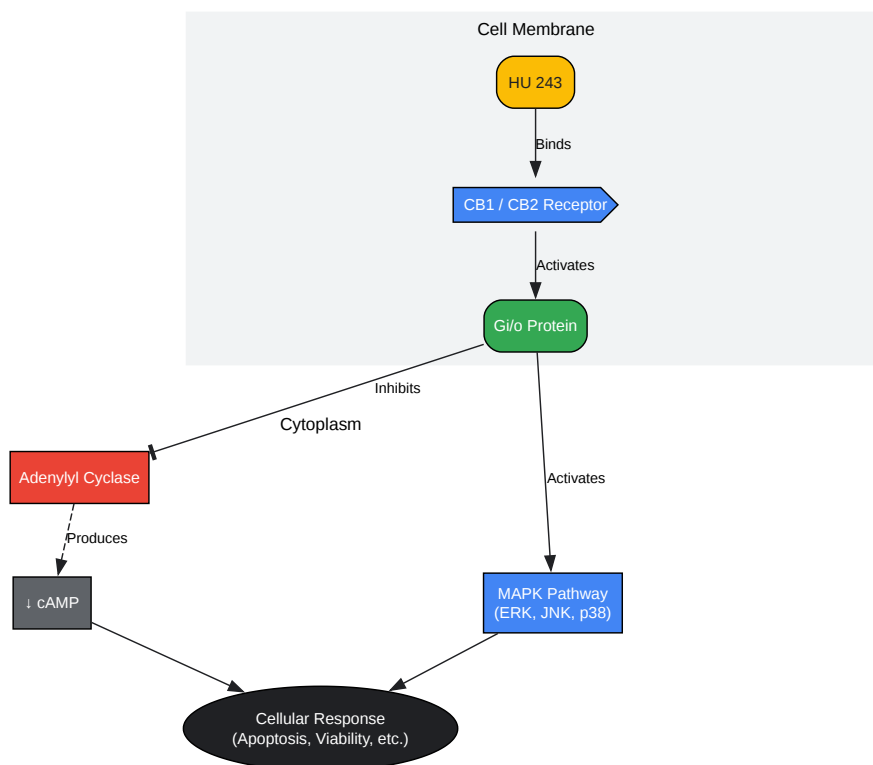 Cell Membrane
HU 243
Binds
CB1 / CB2 Receptor
Activates
Gi/o Protein
Inhibits
Cytoplasm
Adenylyl Cyclase
Activates
Produces
↓ cAMP
MAPK Pathway
(ERK, JNK, p38)
Cellular Response
(Apoptosis, Viability, etc.)